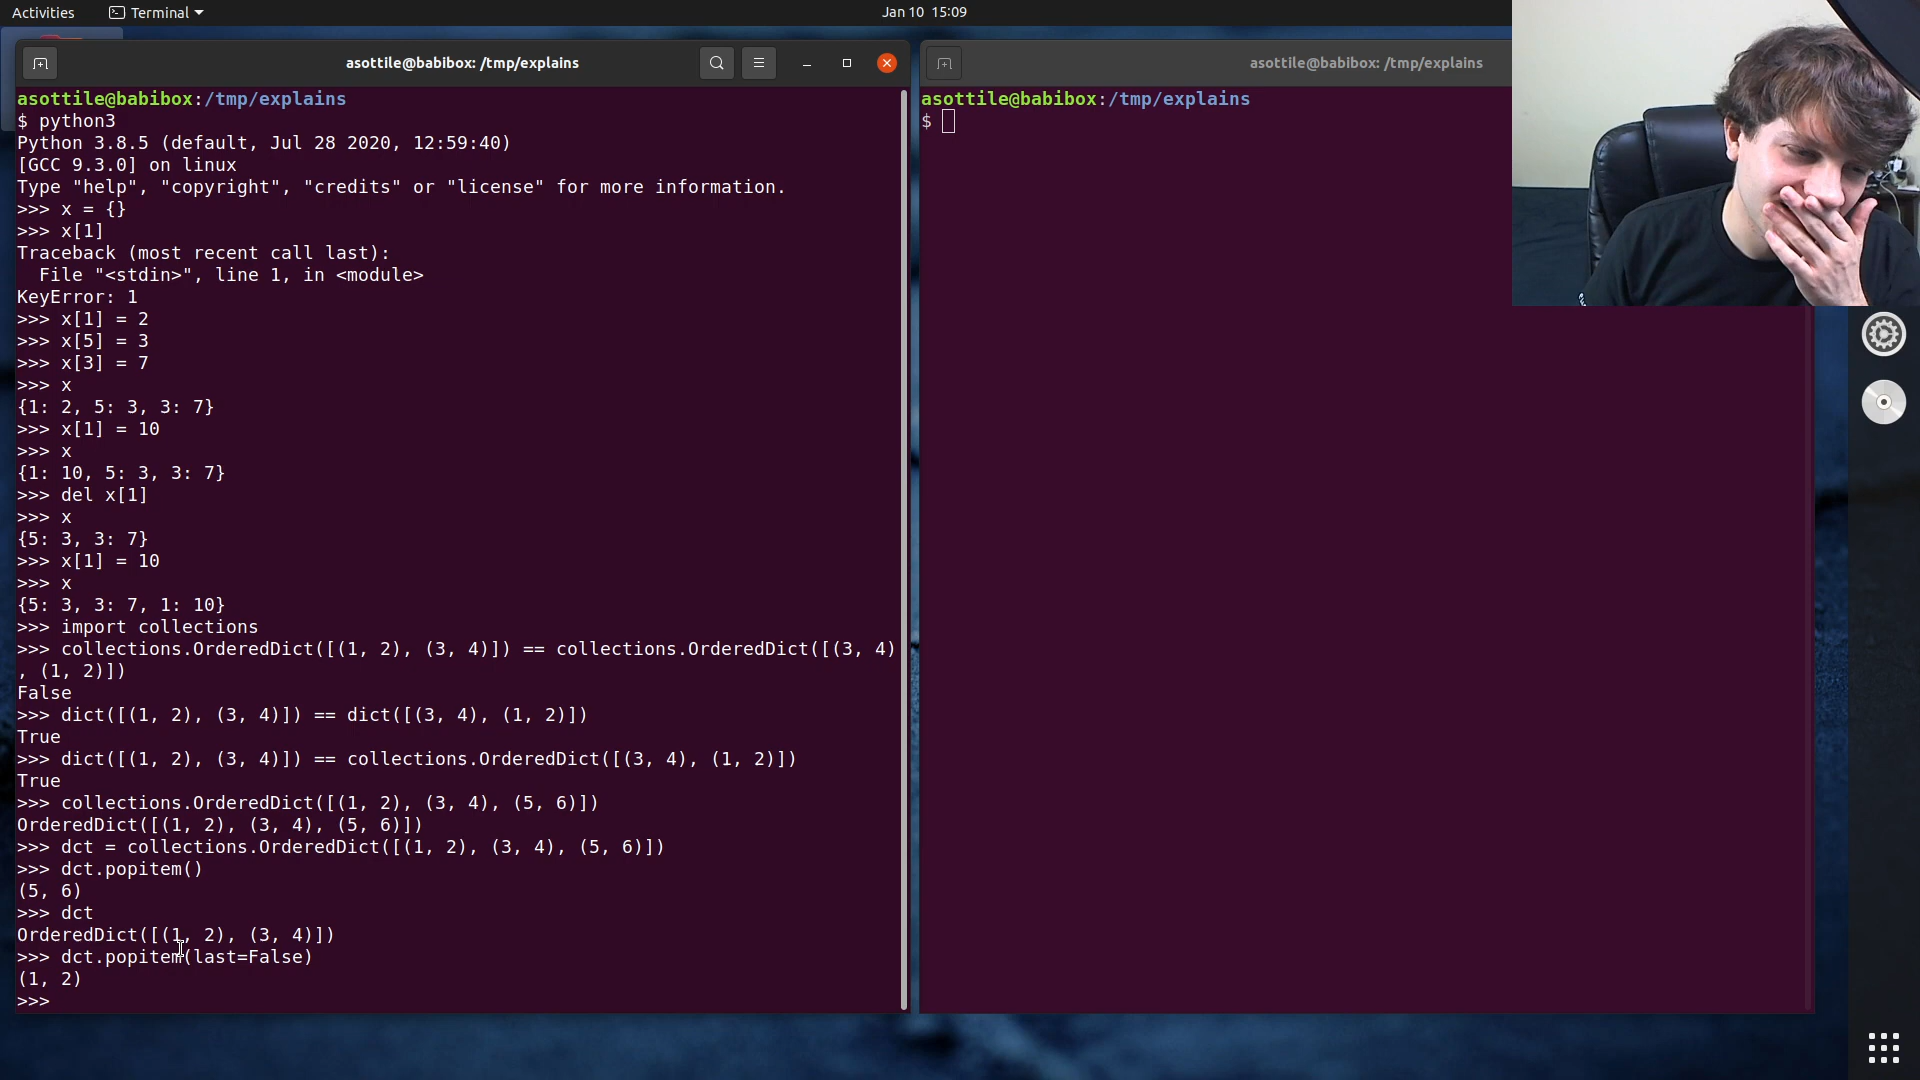 Activities
Terminal
Jan 10 15:09
asottile@babibox: /tmp/explains
asottile@babibox:/tmp/explains
$ python3
Python 3.8.5 (default, Jul 28 2020, 12:59:40)
[GCC 9.3.0] on linux
Type "help", "copyright", "credits" or "license" for more information.
>>> x = {}
>>> x[1]
Traceback (most recent call last):
  File "<stdin>", line 1, in <module>
KeyError: 1
>>> x[1] = 2
>>> x[5] = 3
>>> x[3] = 7
>>> x
{1: 2, 5: 3, 3: 7}
>>> x[1] = 10
>>> x
{1: 10, 5: 3, 3: 7}
>>> del x[1]
>>> x
{5: 3, 3: 7}
>>> x[1] = 10
>>> x
{5: 3, 3: 7, 1: 10}
>>> import collections
>>> collections.OrderedDict([(1, 2), (3, 4)]) == collections.OrderedDict([(3, 4)
, (1, 2)])
False
>>> dict([(1, 2), (3, 4)]) == dict([(3, 4), (1, 2)])
True
>>> dict([(1, 2), (3, 4)]) == collections.OrderedDict([(3, 4), (1, 2)])
True
>>> collections.OrderedDict([(1, 2), (3, 4), (5, 6)])
OrderedDict([(1, 2), (3, 4), (5, 6)])
>>> dct = collections.OrderedDict([(1, 2), (3, 4), (5, 6)])
>>> dct.popitem()
(5, 6)
>>> dct
OrderedDict([(1, 2), (3, 4)])
>>> dct.popitem(last=False)
(1, 2)
>>>
asottile@babibox: /tmp/explains
asottile@babibox:/tmp/explains
$